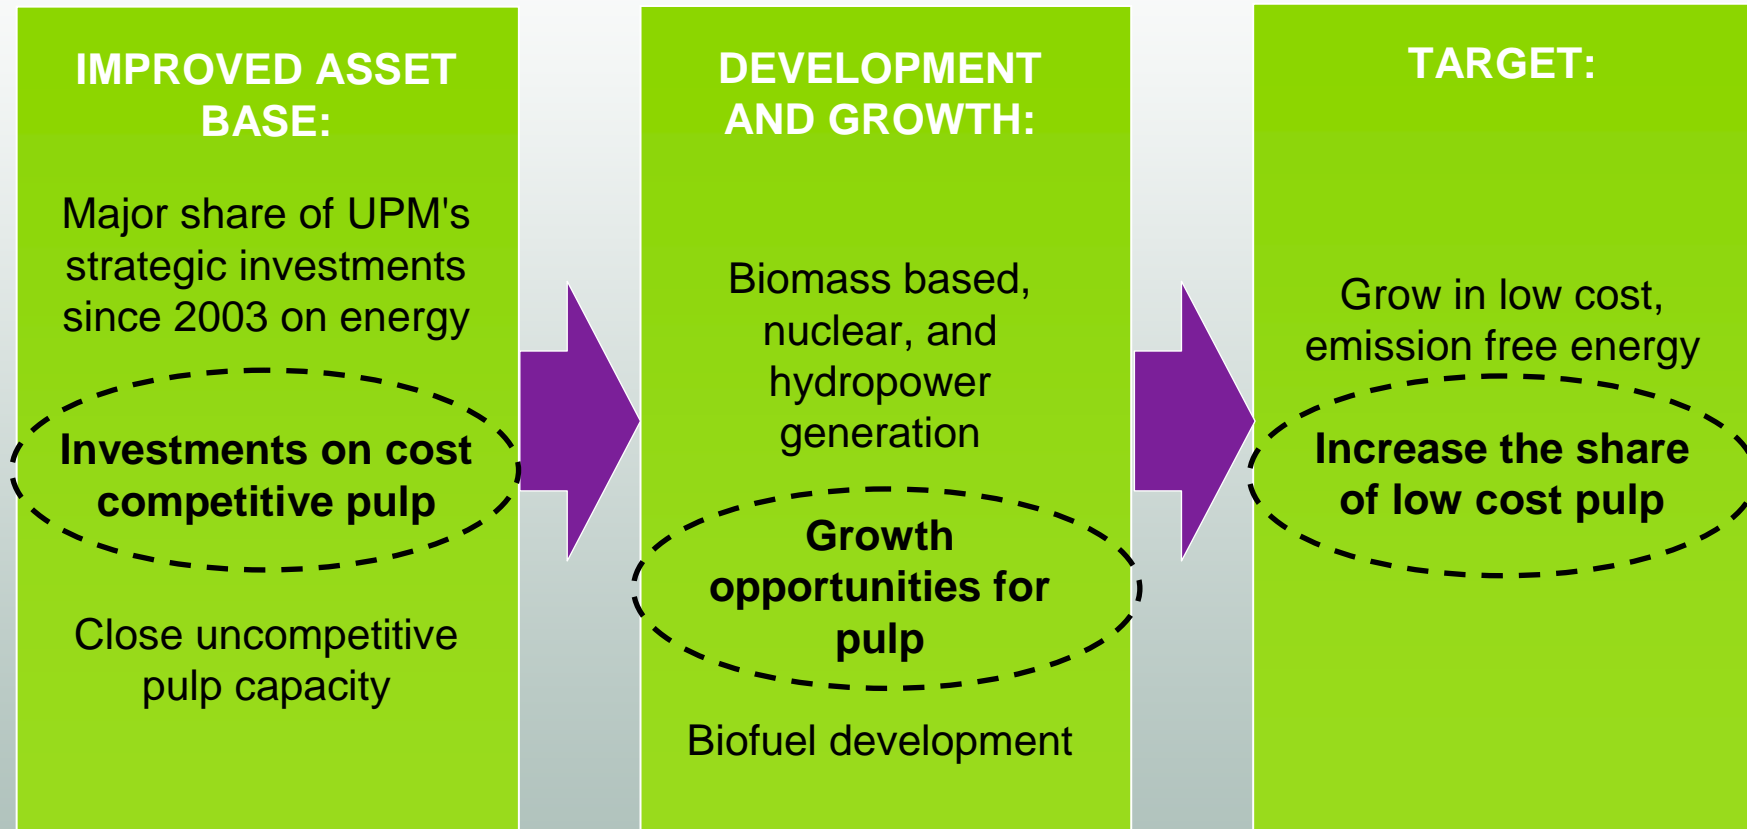 IMPROVED ASSET
BASE:
Major share of UPM's
strategic investments
since 2003 on energy
Investments on cost
competitive pulp
Close uncompetitive
pulp capacity
DEVELOPMENT
AND GROWTH:
Biomass based,
nuclear, and
hydropower
generation
Growth
opportunities for
pulp
Biofuel development
TARGET:
Grow in low cost,
emission free energy
Increase the share
of low cost pulp